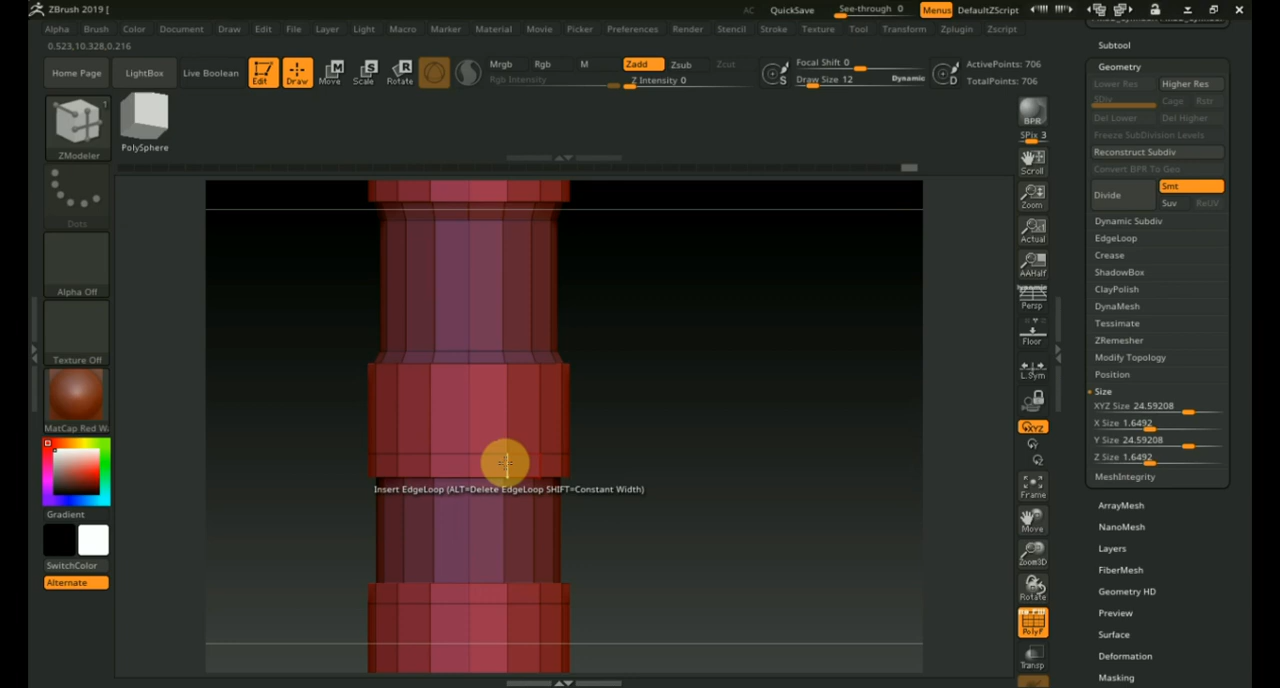 ZBrush 2019 [
AC QuickSave See-through 0 Menus DefaultZScript
Alpha Brush Color Document Draw Edit File Layer Light Macro Marker Material Movie Picker Preferences Render Stencil Stroke Texture Tool Transform Zplugin Zscript
0.523,10.328,0.216
Home Page LightBox Live Boolean Edit Draw Move Scale Rotate
Mrgb Rgb M Zadd Zsub Zcut
Rgb Intensity Z Intensity 0
Focal Shift 0
Draw Size 12 Dynamic
ActivePoints: 706
TotalPoints: 706
ZModeler
1
PolySphere
Dots
Alpha Off
Texture Off
MatCap Red Wa
Gradient
SwitchColor
Alternate
Insert EdgeLoop (ALT=Delete EdgeLoop SHIFT=Constant Width)
BPR
SPix 3
Scroll
Zoom
Actual
AAHalf
Dynamic
Persp
Floor
L.Sym
XYZ
Frame
Move
Zoom3D
Rotate
PolyF
Transp
Subtool
Geometry
Lower Res Higher Res
SDiv Cage Rstr
Del Lower Del Higher
Freeze SubDivision Levels
Reconstruct Subdiv
Convert BPR To Geo
Divide Smt
Suv ReUV
Dynamic Subdiv
EdgeLoop
Crease
ShadowBox
ClayPolish
DynaMesh
Tessimate
ZRemesher
Modify Topology
Position
Size
XYZ Size 24.59208
X Size 1.6492
Y Size 24.59208
Z Size 1.6492
MeshIntegrity
ArrayMesh
NanoMesh
Layers
FiberMesh
Geometry HD
Preview
Surface
Deformation
Masking